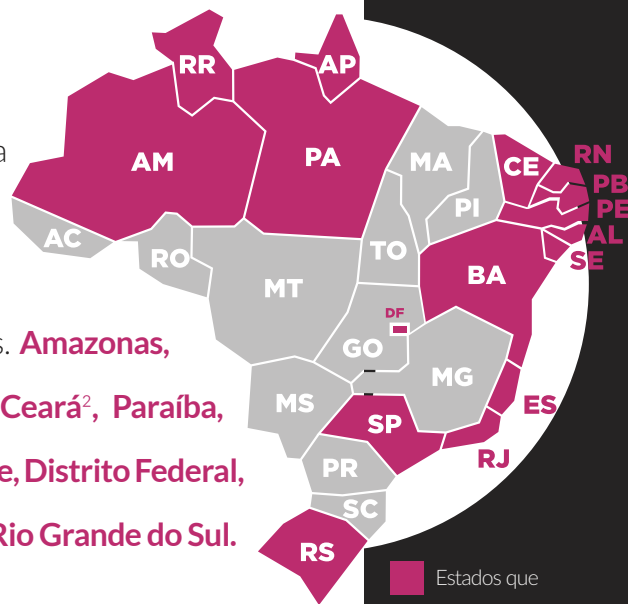 RR
AP
a
AM
PA
MA
CE
RN
PB
PI
PE
AL
AC
RO
TO
SE
MT
BA
DF
s. Amazonas,
GO
MG
Ceará², Paraíba,
MS
SP
ES
RJ
e, Distrito Federal,
PR
SC
Rio Grande do Sul.
RS
Estados que